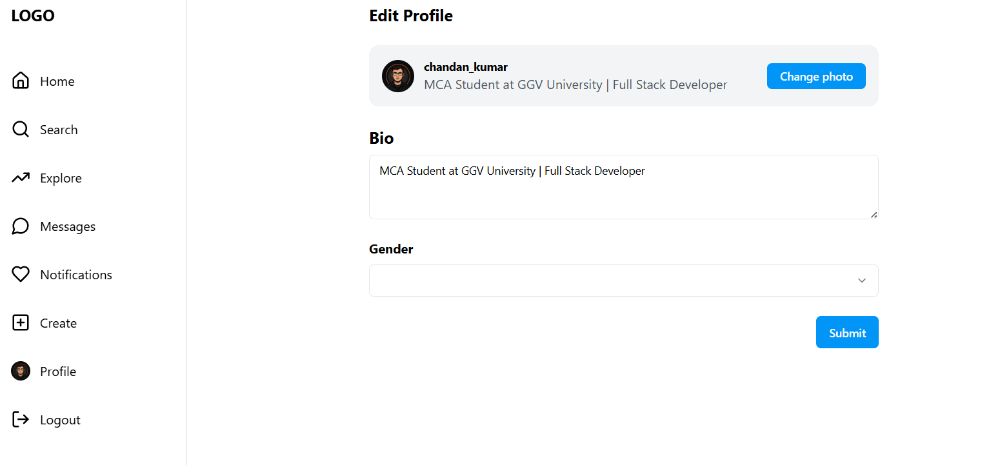 LOGO
Home
Search
Explore
Messages
Notifications
Create
Profile
Logout
Edit Profile
chandan_kumar
MCA Student at GGV University | Full Stack Developer
Change photo
Bio
MCA Student at GGV University | Full Stack Developer
Gender
Submit